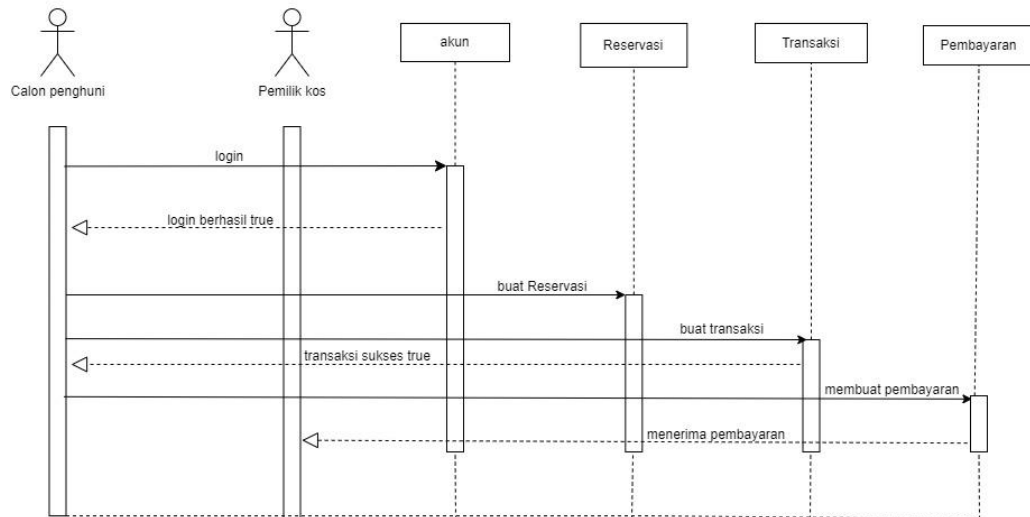 akun
Reservasi
Transaksi
Pembayaran
Calon penghuni
Pemilik kos
login
login berhasil true
buat Reservasi
buat transaksi
transaksi sukses true
membuat pembayaran
menerima pembayaran